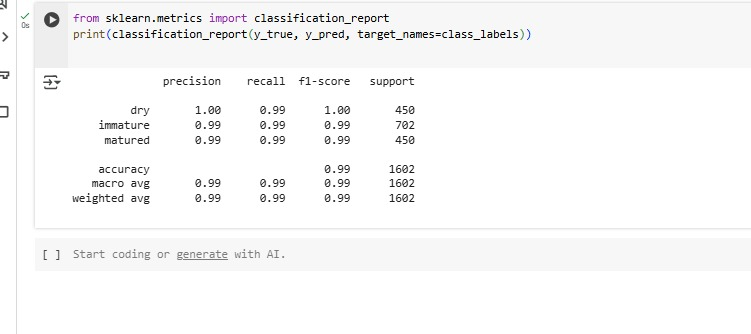 0s
from sklearn.metrics import classification_report
print(classification_report(y_true, y_pred, target_names=class_labels))
precision recall f1-score support
dry 1.00 0.99 1.00 450
immature 0.99 0.99 0.99 702
matured 0.99 0.99 0.99 450
accuracy 0.99 1602
macro avg 0.99 0.99 0.99 1602
weighted avg 0.99 0.99 0.99 1602
[ ] Start coding or generate with AI.